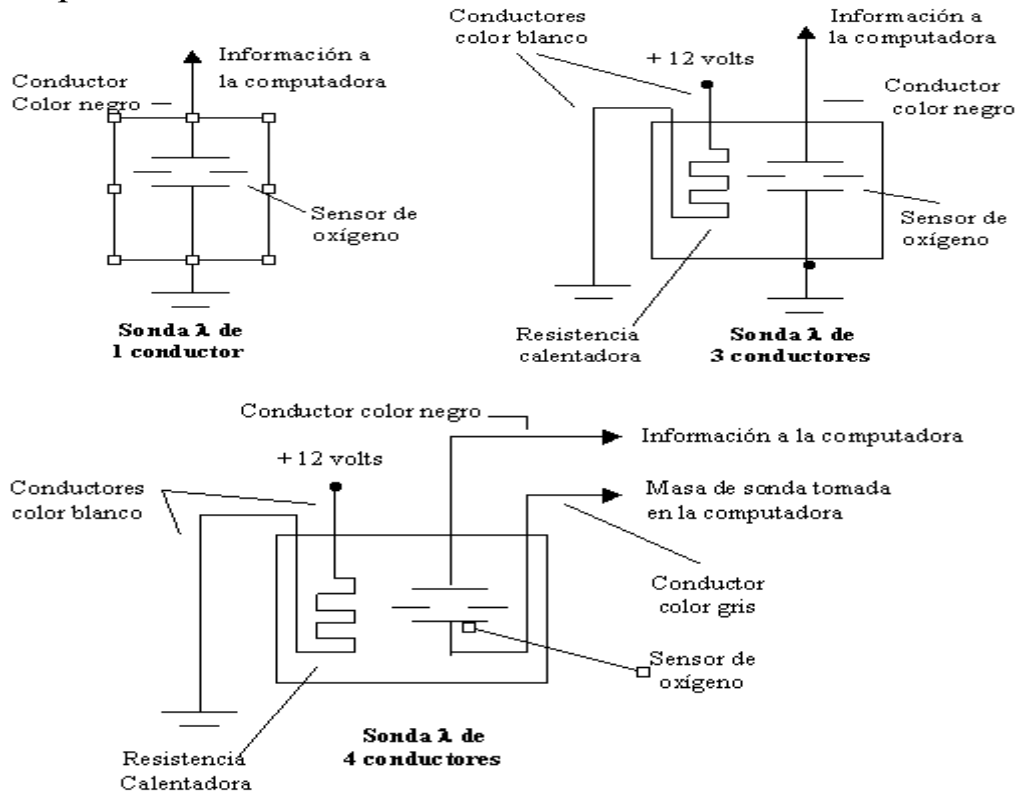 Información a
la computadora
Conductor
Color negro
Sensor de
oxígeno
Sonda λ de
1 conductor
Conductores
color blanco
+ 12 volts
Información a
la computadora
Conductor
color negro
Sensor de
oxígeno
Resistencia
calentadora
Sonda λ de
3 conductores
Conductor color negro
+ 12 volts
Información a la computadora
Conductores
color blanco
Masa de sonda tomada
en la computadora
Conductor
color gris
Sensor de
oxígeno
Resistencia
Calentadora
Sonda λ de
4 conductores